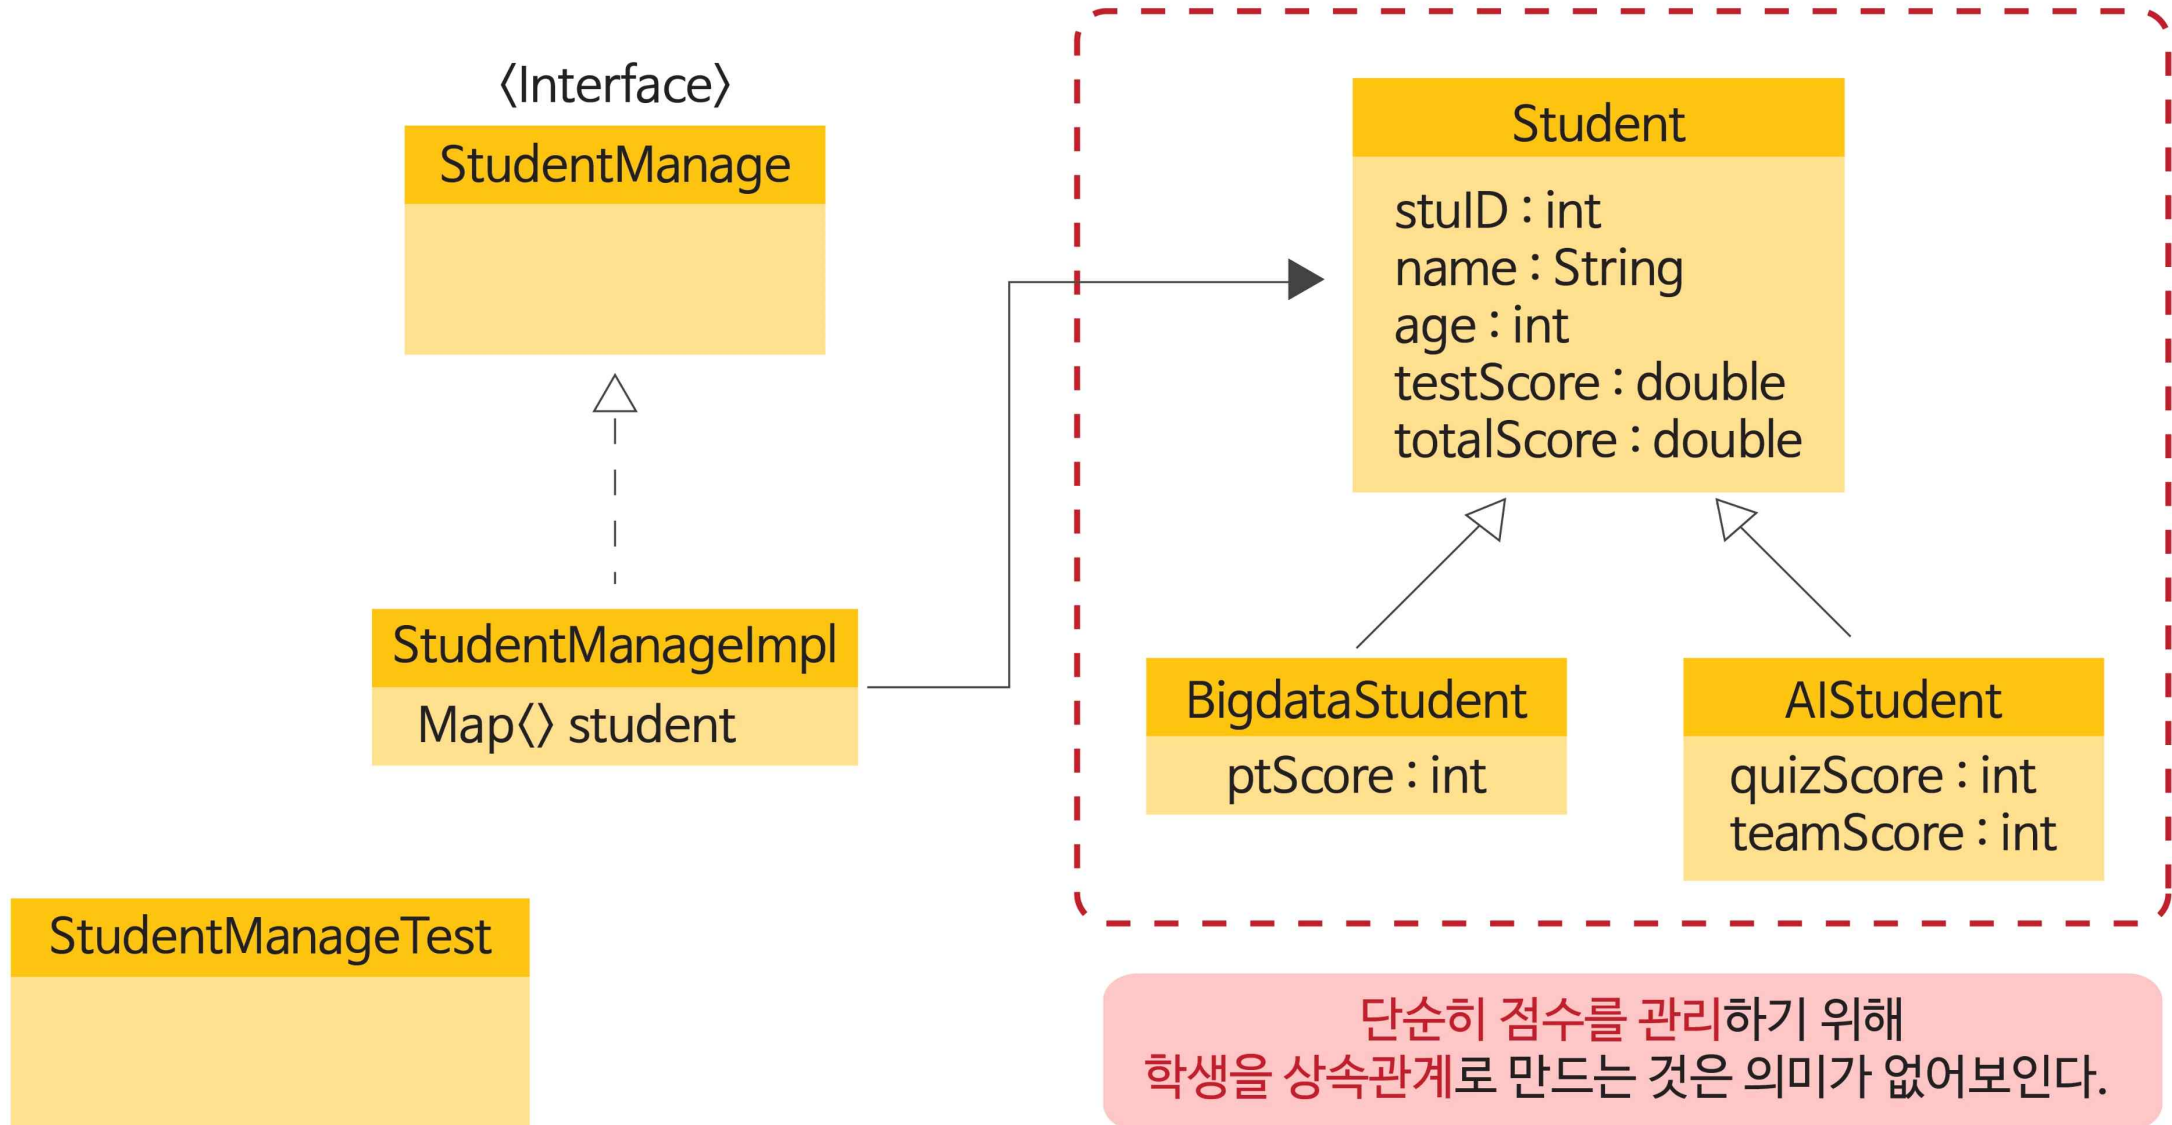 〈Interface〉
StudentManage
StudentManageImpl
Map〈〉 student
StudentManageTest
Student
stuID : int
name : String
age : int
testScore : double
totalScore : double
BigdataStudent
ptScore : int
AIStudent
quizScore : int
teamScore : int
단순히 점수를 관리하기 위해
학생을 상속관계로 만드는 것은 의미가 없어보인다.